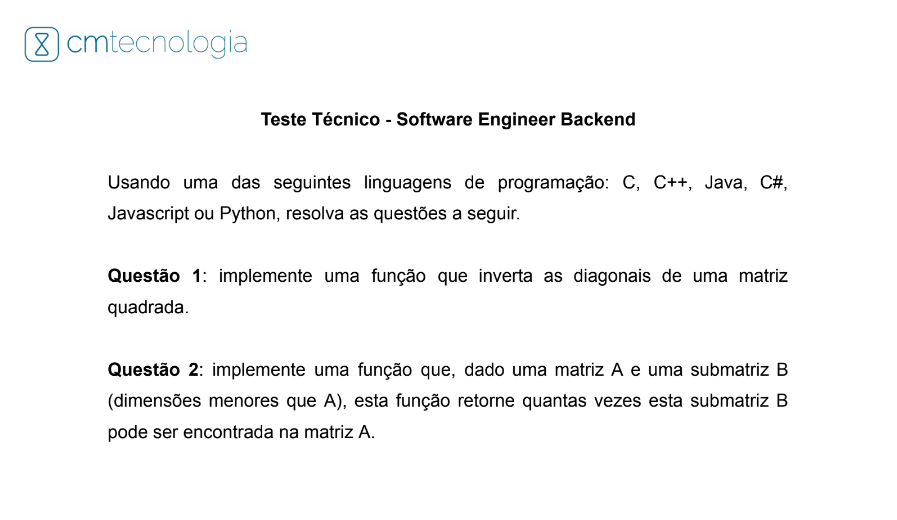 cmtecnologia
Teste Técnico - Software Engineer Backend
Usando uma das seguintes linguagens de programação: C, C++, Java, C#,
Javascript ou Python, resolva as questões a seguir.
Questão 1: implemente uma função que inverta as diagonais de uma matriz
quadrada.
Questão 2: implemente uma função que, dado uma matriz A e uma submatriz B
(dimensões menores que A), esta função retorne quantas vezes esta submatriz B
pode ser encontrada na matriz A.